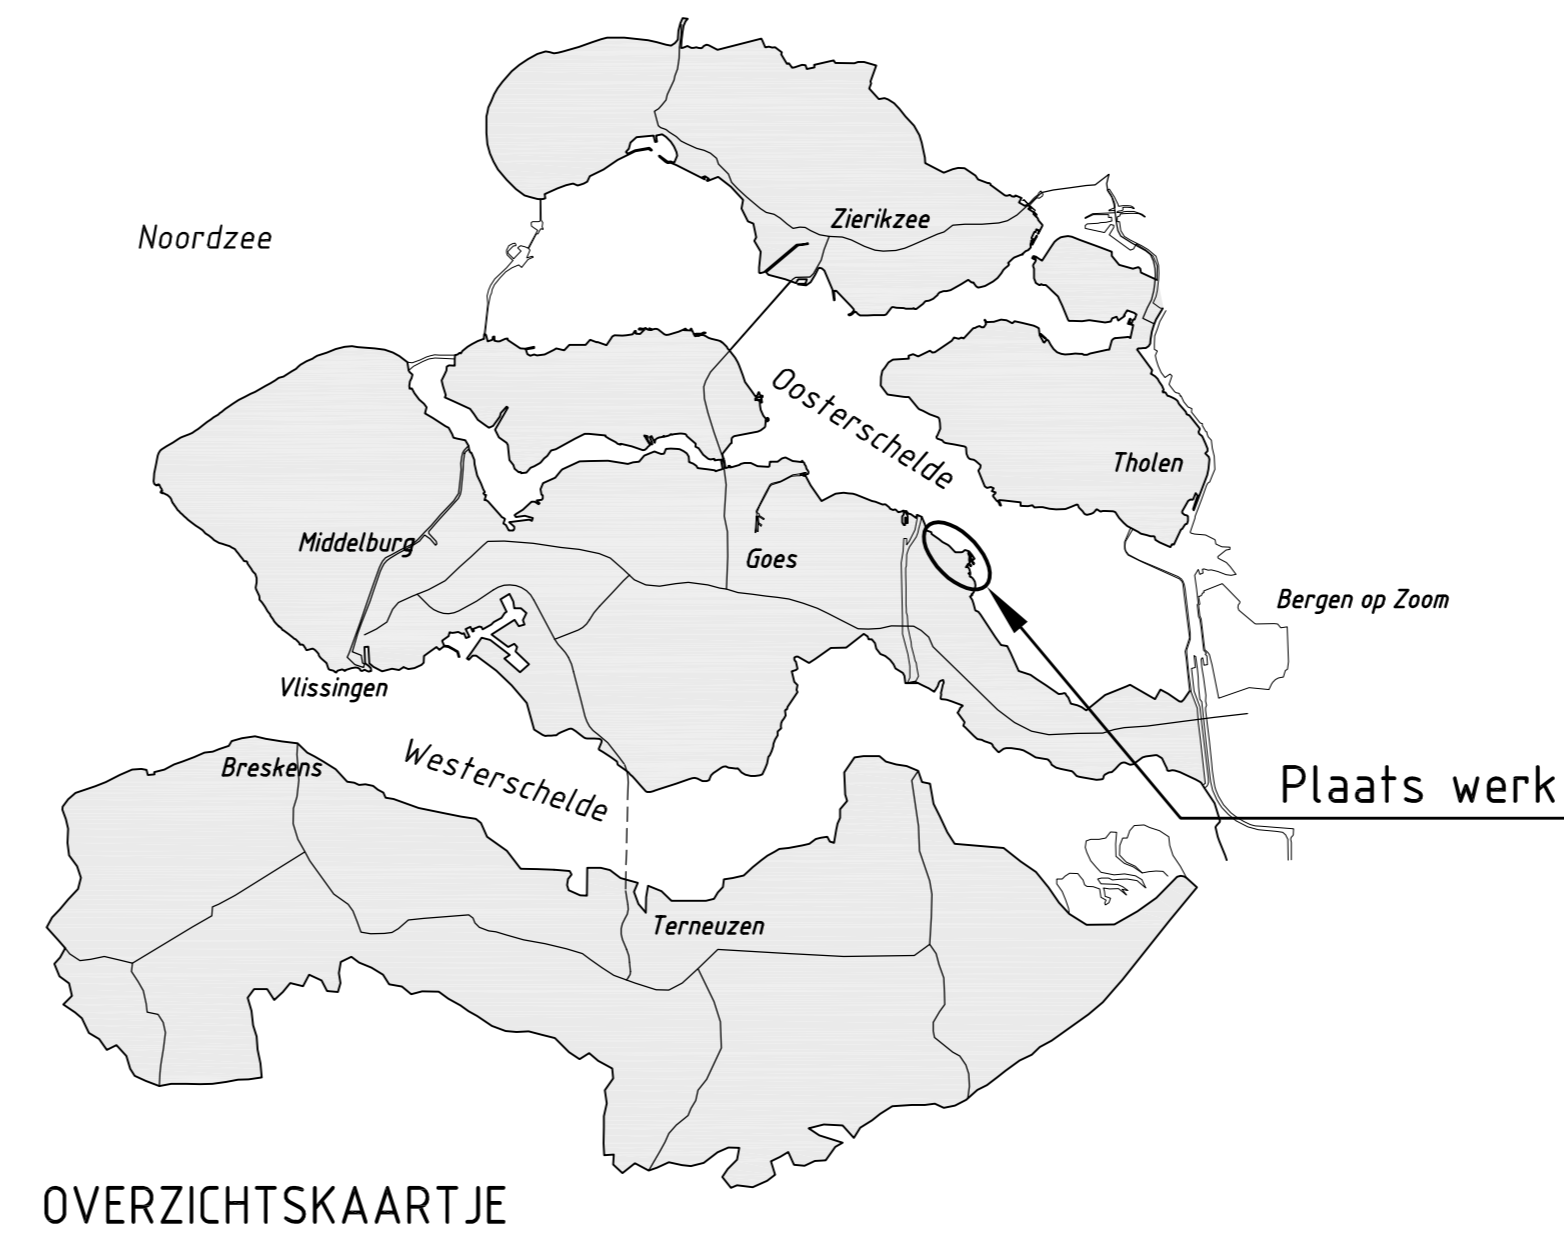 Noordzee
Zierikzee
Oosterschelde
Tholen
Middelburg
Goes
Bergen op Zoom
Vlissingen
Westerschelde
Breskens
Plaats werk
Terneuzen
OVERZICHTSKAARTJE